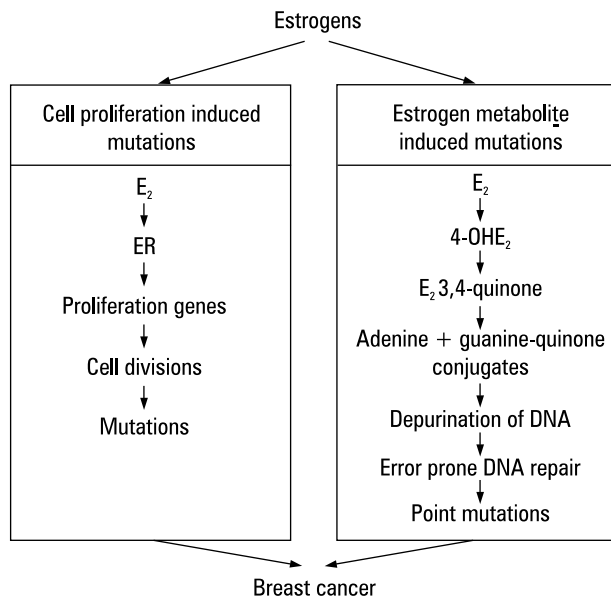 Estrogens
Cell proliferation induced
mutations
E₂
ER
Proliferation genes
Cell divisions
Mutations
Estrogen metabolite
induced mutations
E₂
4-OHE₂
E₂ 3,4-quinone
Adenine + guanine-quinone
conjugates
Depurination of DNA
Error prone DNA repair
Point mutations
Breast cancer